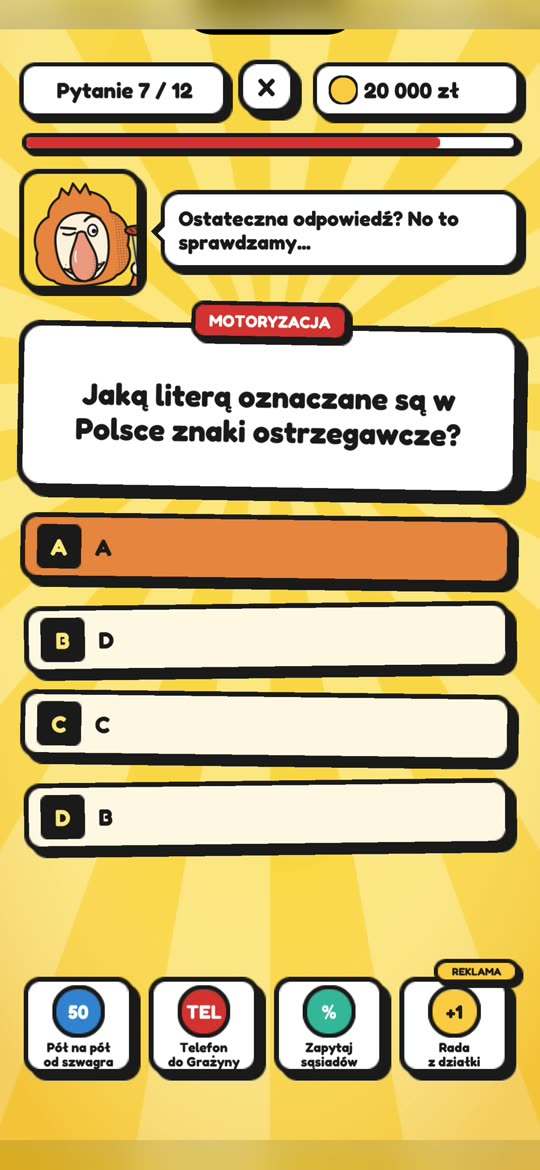 Pytanie 7 / 12
×
20 000 zł
Ostateczna odpowiedź? No to
sprawdzamy...
MOTORYZACJA
Jaką literą oznaczane są w
Polsce znaki ostrzegawcze?
A A
B D
C C
D B
REKLAMA
50
Pół na pół
od szwagra
TEL
Telefon
do Grażyny
%
Zapytaj
sąsiadów
+1
Rada
z działki